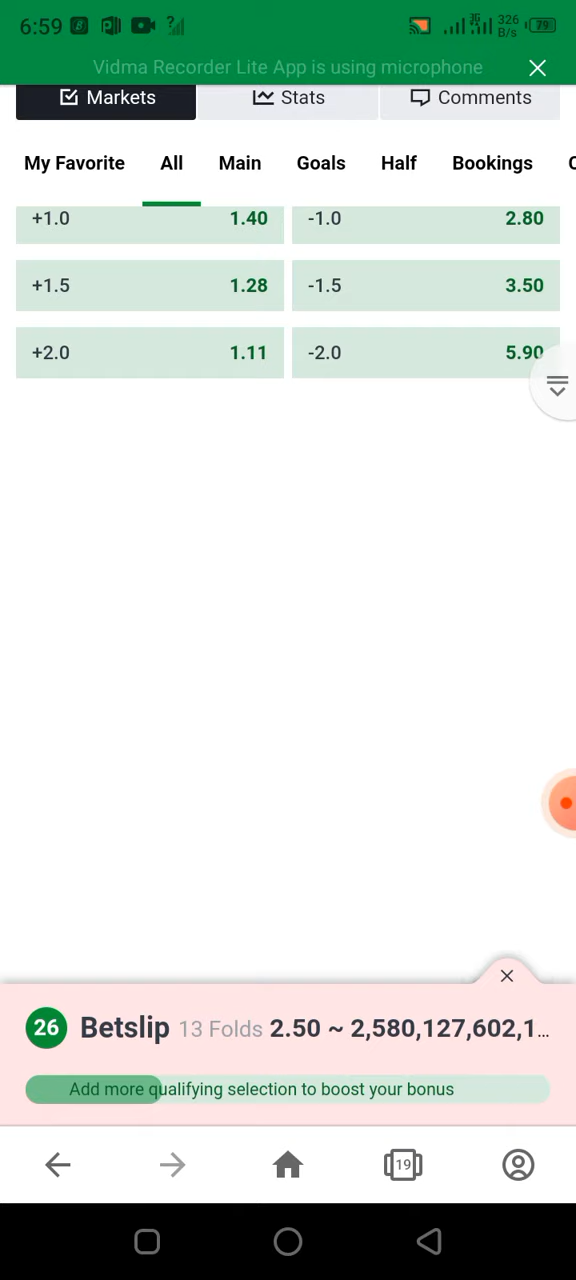 6:59 326 B/s 79
Vidma Recorder Lite App is using microphone
Markets Stats Comments
My Favorite All Main Goals Half Bookings
+1.0 1.40 -1.0 2.80
+1.5 1.28 -1.5 3.50
+2.0 1.11 -2.0 5.90
26 Betslip 13 Folds 2.50 ~ 2,580,127,602,1...
Add more qualifying selection to boost your bonus
19